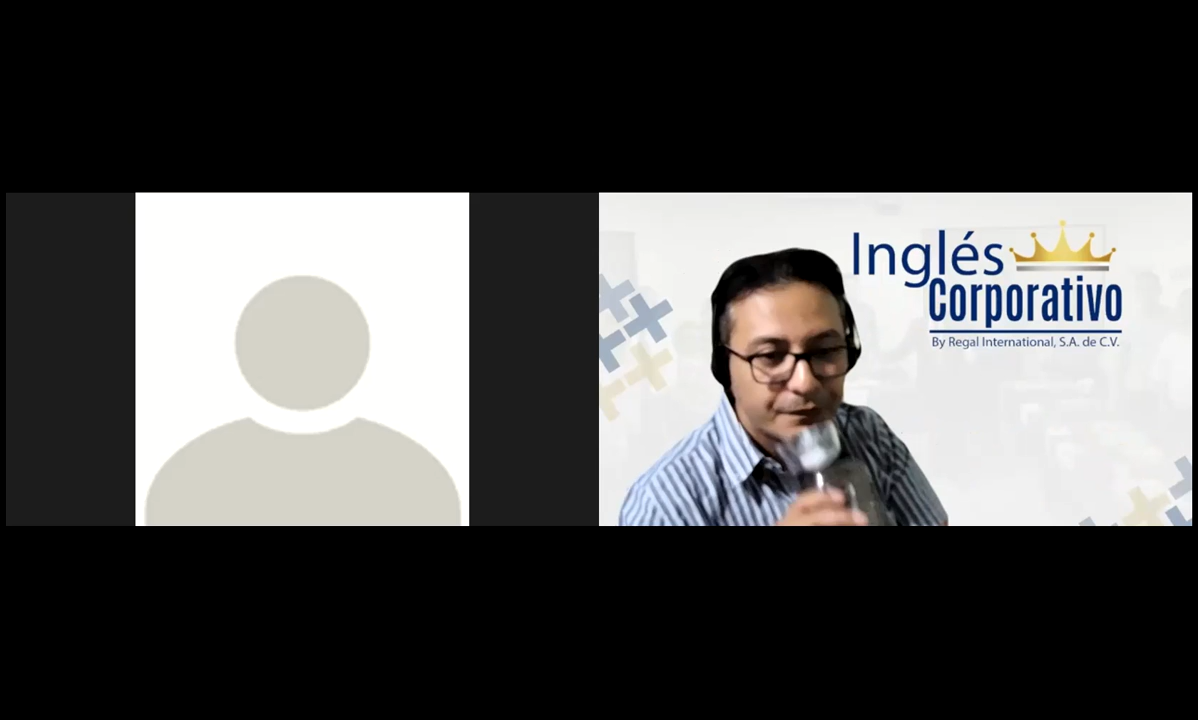 Inglés
Corporativo
By Regal International, S.A. de C.V.